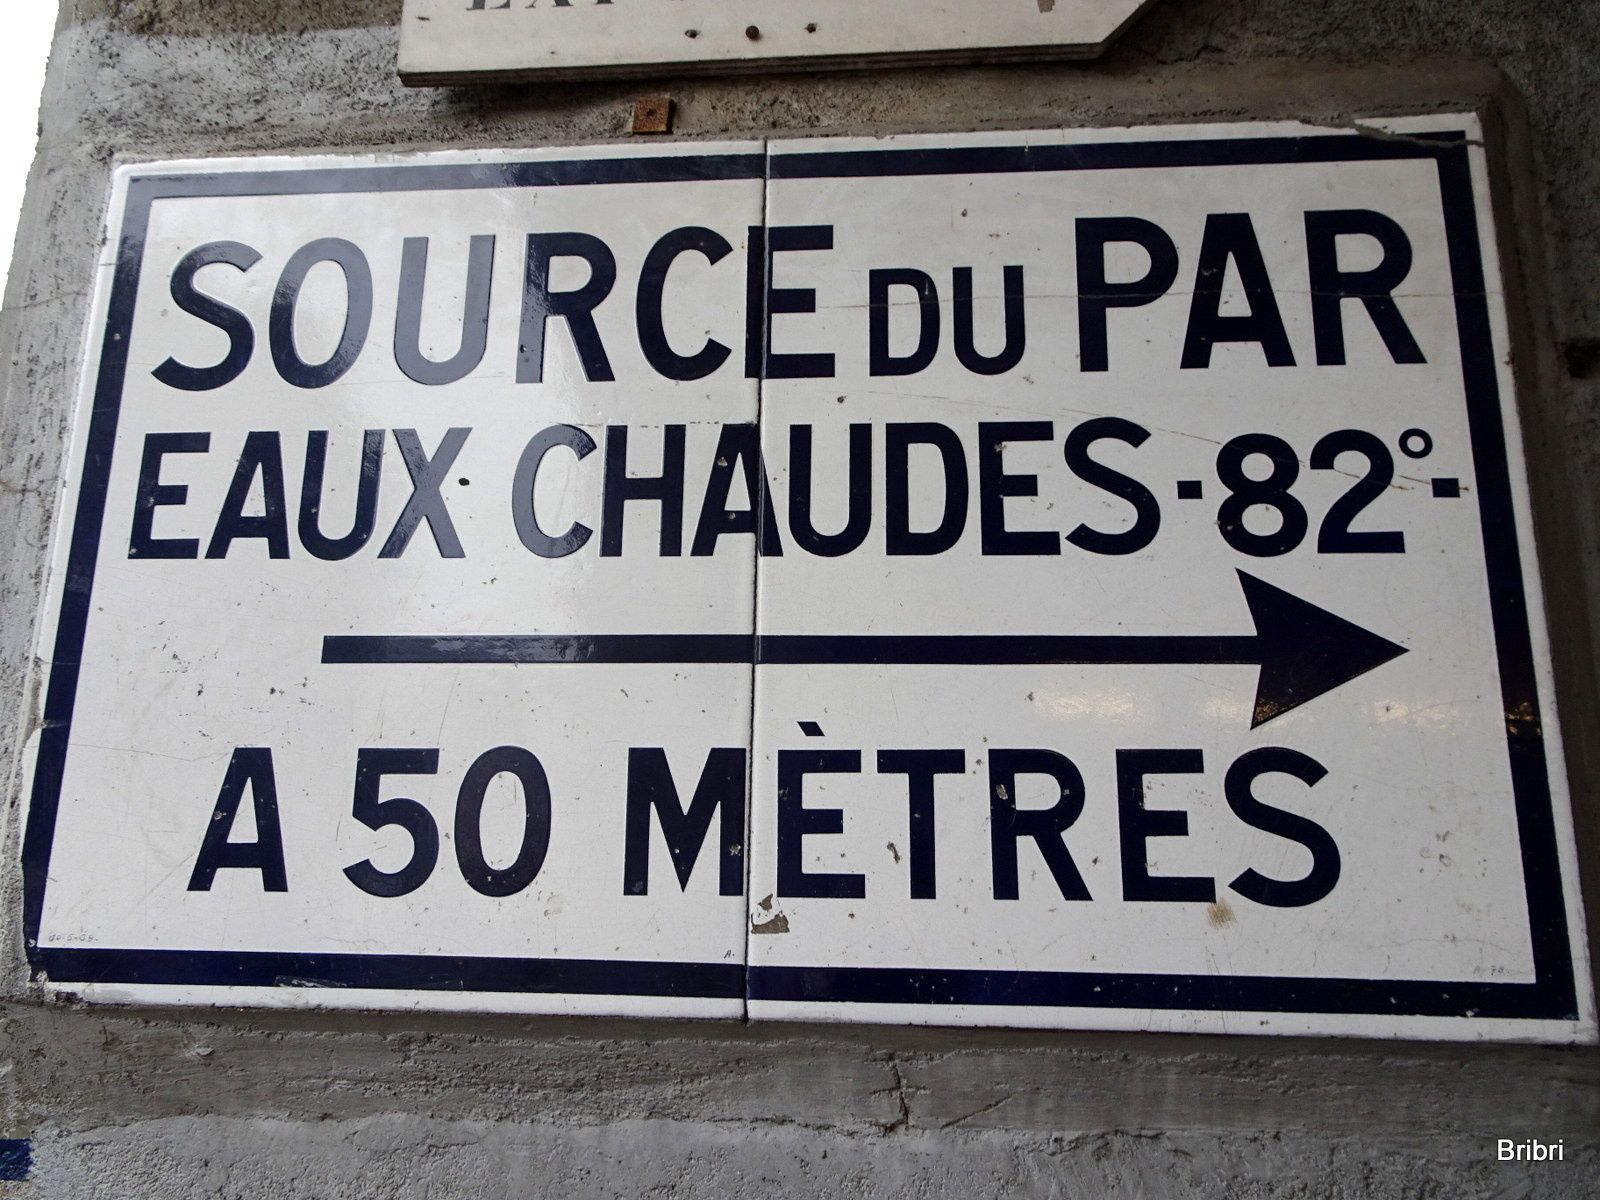 SOURCE DU PAR
EAUX CHAUDES -82°-
A 50 MÈTRES
Bribri